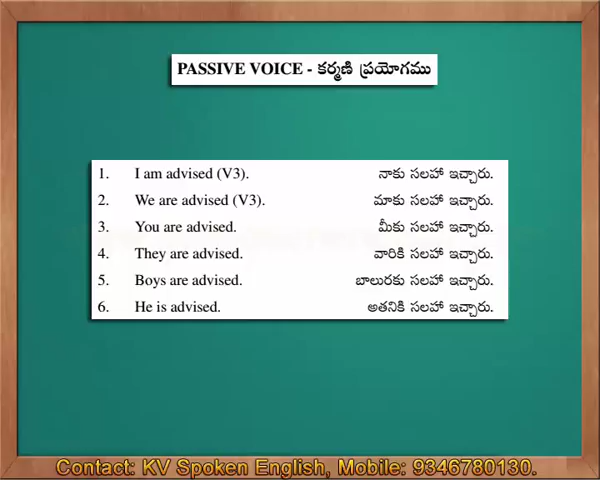 PASSIVE VOICE - కర్మణి ప్రయోగము
1. I am advised (V3). నాకు సలహా ఇచ్చారు.
2. We are advised (V3). మాకు సలహా ఇచ్చారు.
3. You are advised. మీకు సలహా ఇచ్చారు.
4. They are advised. వారికి సలహా ఇచ్చారు.
5. Boys are advised. బాలురకు సలహా ఇచ్చారు.
6. He is advised. అతనికి సలహా ఇచ్చారు.
Contact: KV Spoken English, Mobile: 9346780130.